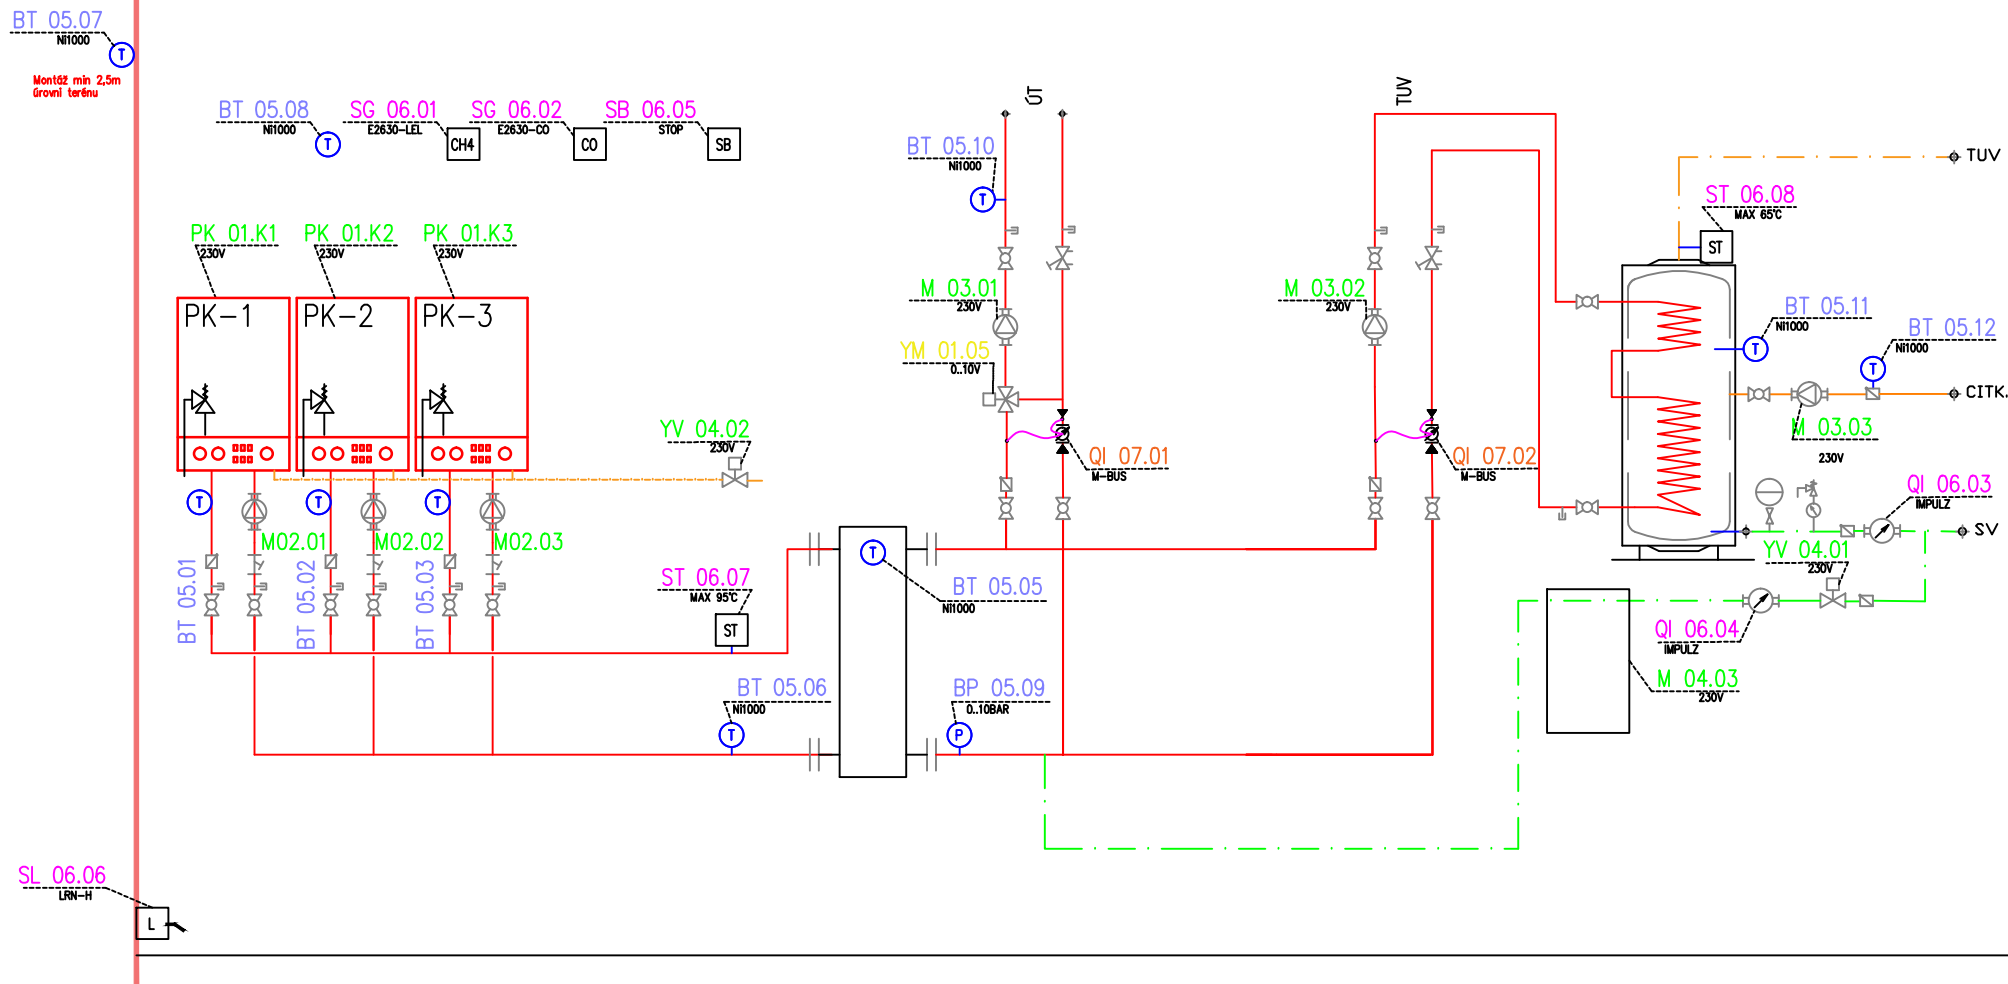 BT 05.07
Ni1000
T
Montáž min 2,5m
úrovni terénu
BT 05.08
Ni1000
T
SG 06.01
E2630-LEL
CH4
SG 06.02
E2630-CO
CO
SB 06.05
STOP
SB
ÚT
TUV
BT 05.10
Ni1000
T
TUV
ST 06.08
MAX 65°C
ST
PK 01.K1
230V
PK 01.K2
230V
PK 01.K3
230V
PK-1
PK-2
PK-3
M 03.01
230V
M 03.02
230V
YM 01.05
0..10V
BT 05.11
Ni1000
T
BT 05.12
Ni1000
T
CITK.
M 03.03
230V
YV 04.02
230V
QI 07.01
M-BUS
QI 07.02
M-BUS
T
T
T
M02.01
M02.02
M02.03
BT 05.01
BT 05.02
BT 05.03
QI 06.03
IMPULZ
SV
YV 04.01
230V
ST 06.07
MAX 95°C
ST
T
BT 05.05
Ni1000
QI 06.04
IMPULZ
M 04.03
230V
BT 05.06
Ni1000
T
BP 05.09
0..10BAR
P
SL 06.06
LRN-H
L